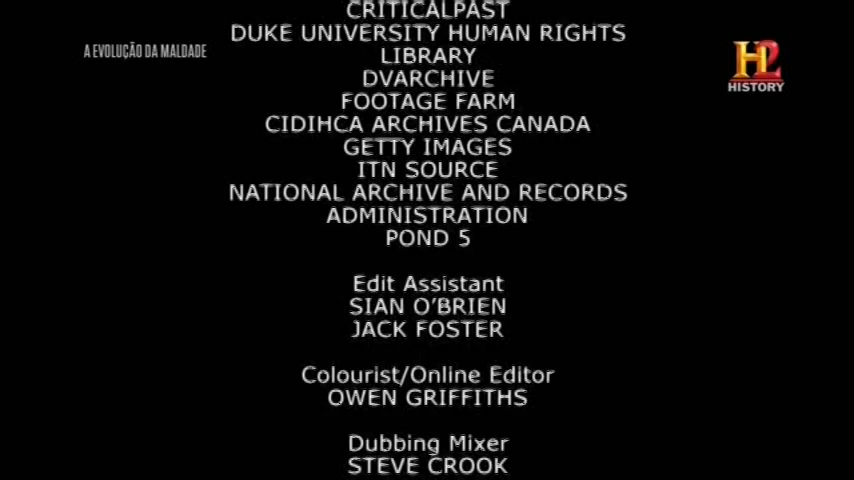 CRITICALPAST
DUKE UNIVERSITY HUMAN RIGHTS
LIBRARY
A EVOLUÇÃO DA MALDADE
H2
HISTORY
DVARCHIVE
FOOTAGE FARM
CIDIHCA ARCHIVES CANADA
GETTY IMAGES
ITN SOURCE
NATIONAL ARCHIVE AND RECORDS
ADMINISTRATION
POND 5
Edit Assistant
SIAN O'BRIEN
JACK FOSTER
Colourist/Online Editor
OWEN GRIFFITHS
Dubbing Mixer
STEVE CROOK